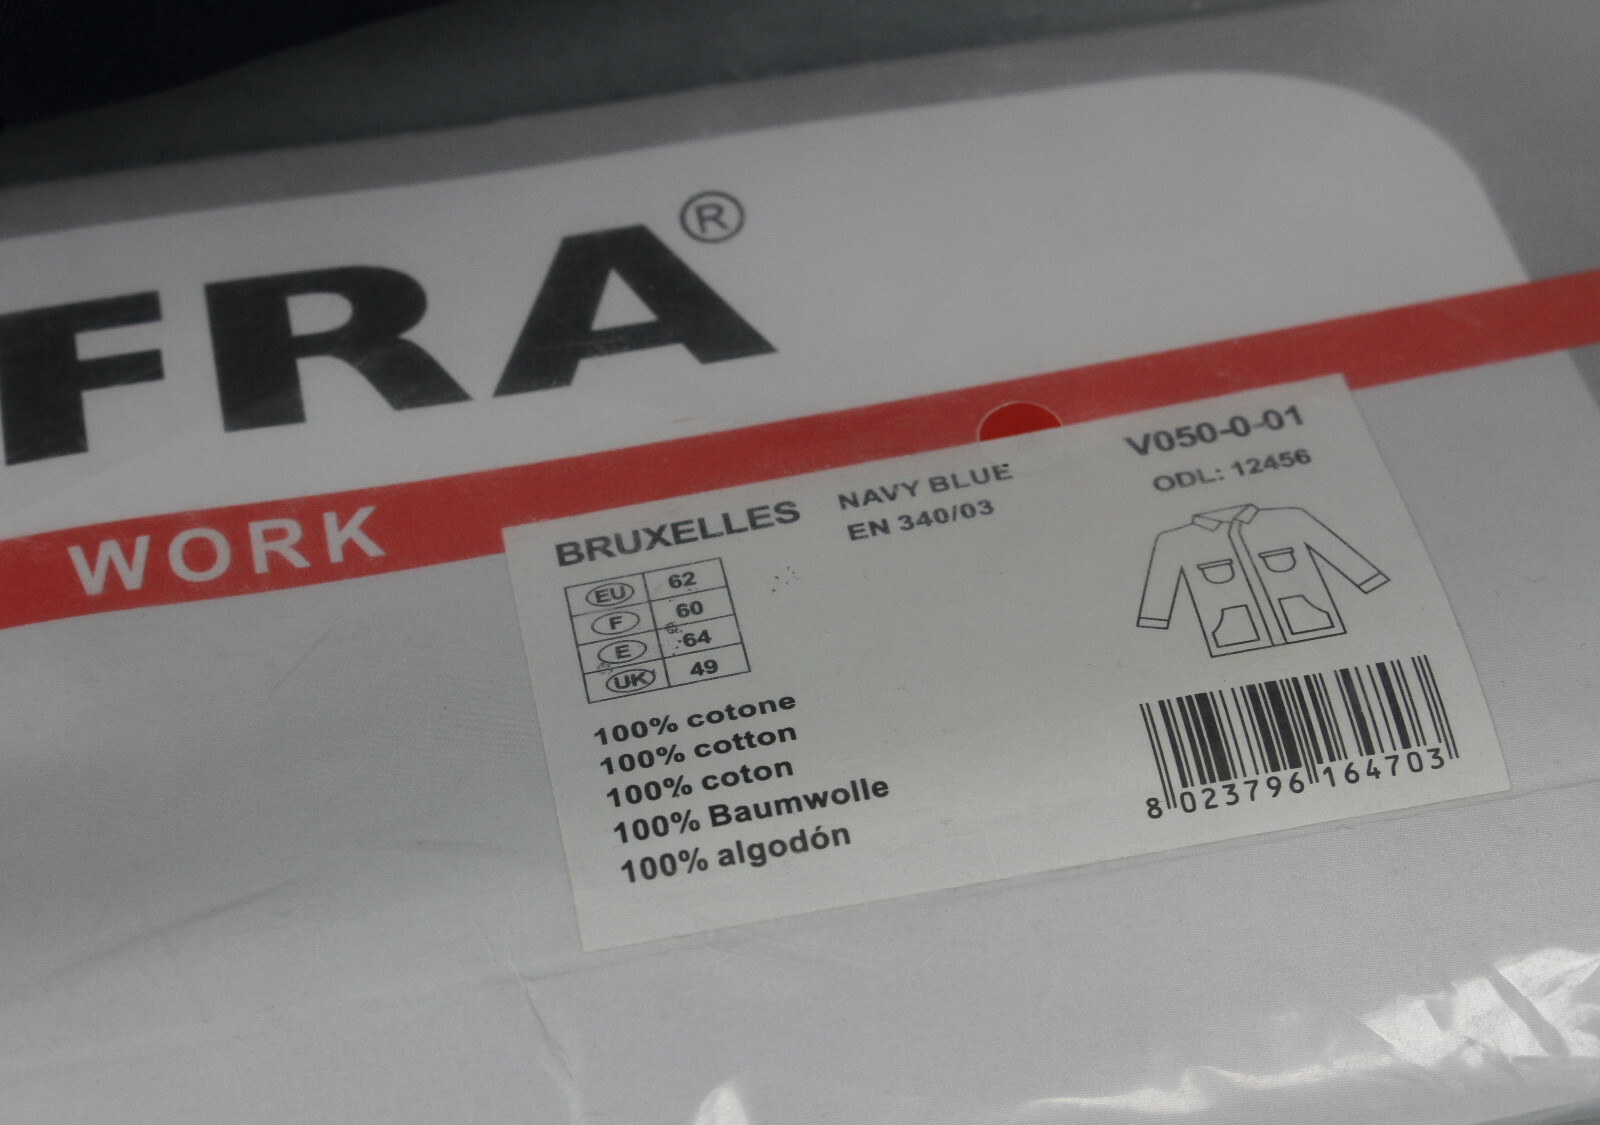 FRA®
WORK
BRUXELLES
NAVY BLUE
EN 340/03
V050-0-01
ODL: 12456
EU 62
F 60
E 64
UK 49
100% cotone
100% cotton
100% coton
100% Baumwolle
100% algodón
8 023796 164703